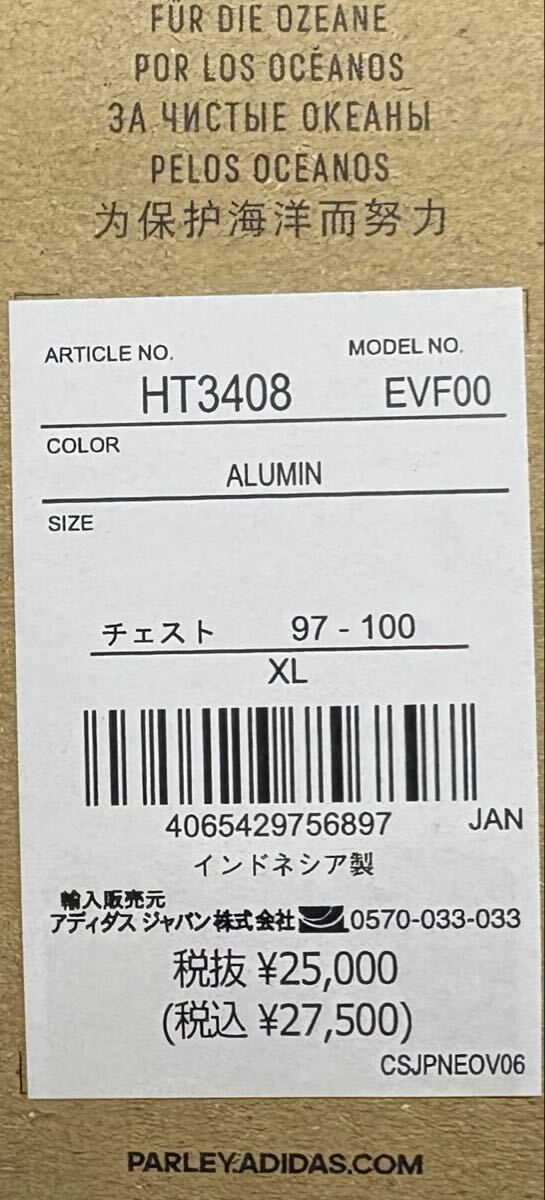 FÜR DIE OZEANE
POR LOS OCÉANOS
ЗА ЧИСТЫЕ ОКЕАНЫ
PELOS OCEANOS
为保护海洋而努力
ARTICLE NO. MODEL NO.
HT3408 EVF00
COLOR
ALUMIN
SIZE
チェスト 97 - 100
XL
4065429756897 JAN
インドネシア製
輸入販売元
アディダス ジャパン株式会社 0570-033-033
税抜 ¥25,000
(税込 ¥27,500)
CSJPNEOV06
PARLEY.ADIDAS.COM